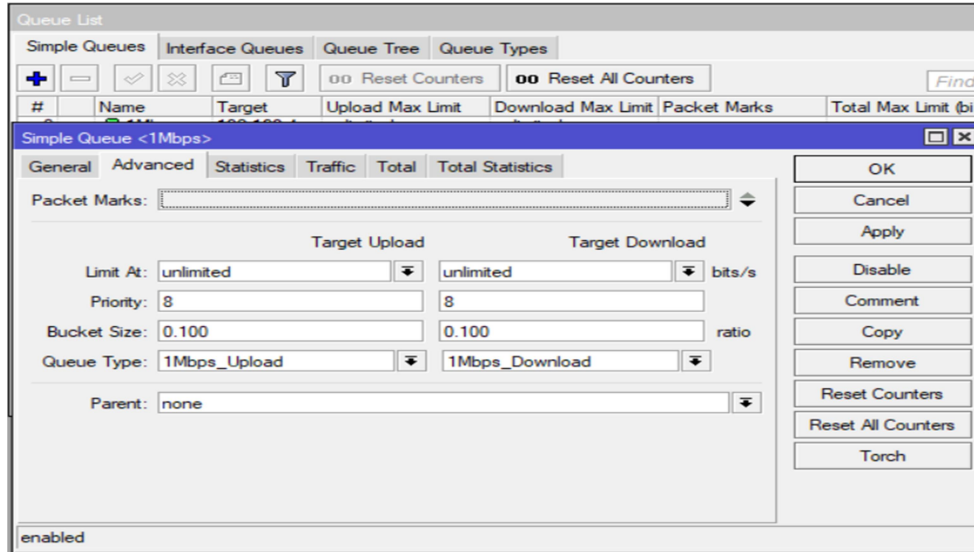 Queue List
Simple Queues Interface Queues Queue Tree Queue Types
00 Reset Counters 00 Reset All Counters Find
# Name Target Upload Max Limit Download Max Limit Packet Marks Total Max Limit (bi
Simple Queue <1Mbps>
General Advanced Statistics Traffic Total Total Statistics
OK
Packet Marks:
Cancel
Target Upload Target Download
Apply
Limit At: unlimited unlimited bits/s
Disable
Priority: 8 8
Comment
Bucket Size: 0.100 0.100 ratio
Copy
Queue Type: 1Mbps_Upload 1Mbps_Download
Remove
Parent: none
Reset Counters
Reset All Counters
Torch
enabled